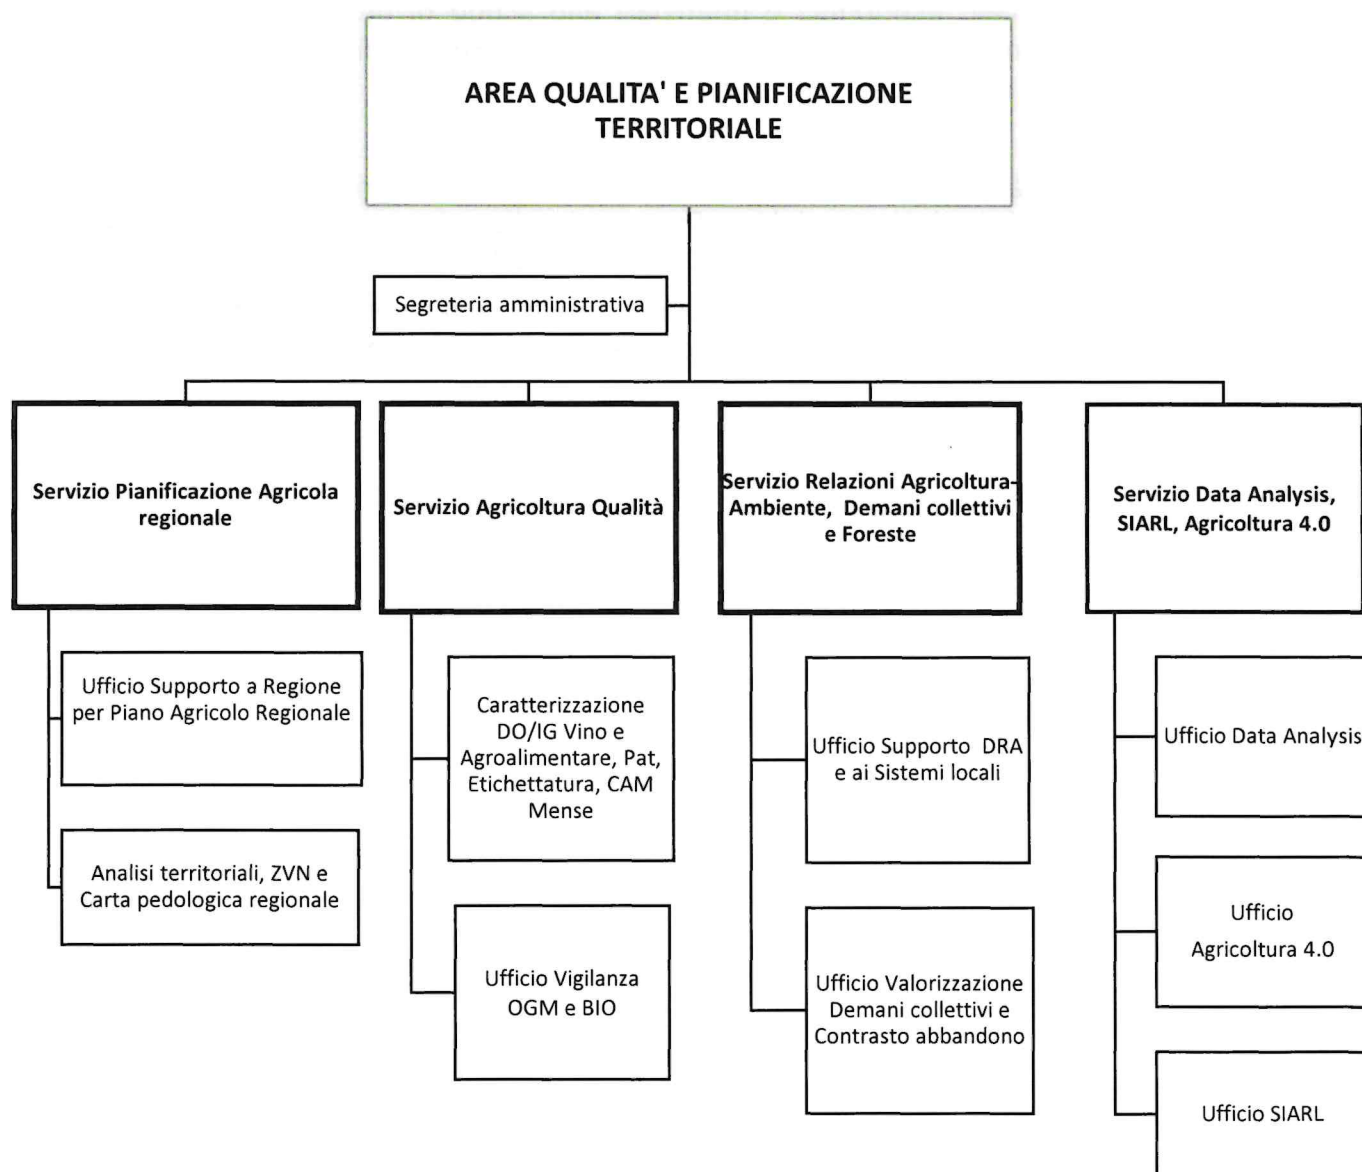 AREA QUALITA' E PIANIFICAZIONE
TERRITORIALE
Segreteria amministrativa
Servizio Pianificazione Agricola
regionale
Servizio Agricoltura Qualità
Servizio Relazioni Agricoltura-
Ambiente, Demani collettivi
e Foreste
Servizio Data Analysis,
SIARL, Agricoltura 4.0
Ufficio Supporto a Regione
per Piano Agricolo Regionale
Analisi territoriali, ZVN e
Carta pedologica regionale
Caratterizzazione
DO/IG Vino e
Agroalimentare, Pat,
Etichettatura, CAM
Mense
Ufficio Vigilanza
OGM e BIO
Ufficio Supporto DRA
e ai Sistemi locali
Ufficio Valorizzazione
Demani collettivi e
Contrasto abbandono
Ufficio Data Analysis
Ufficio
Agricoltura 4.0
Ufficio SIARL